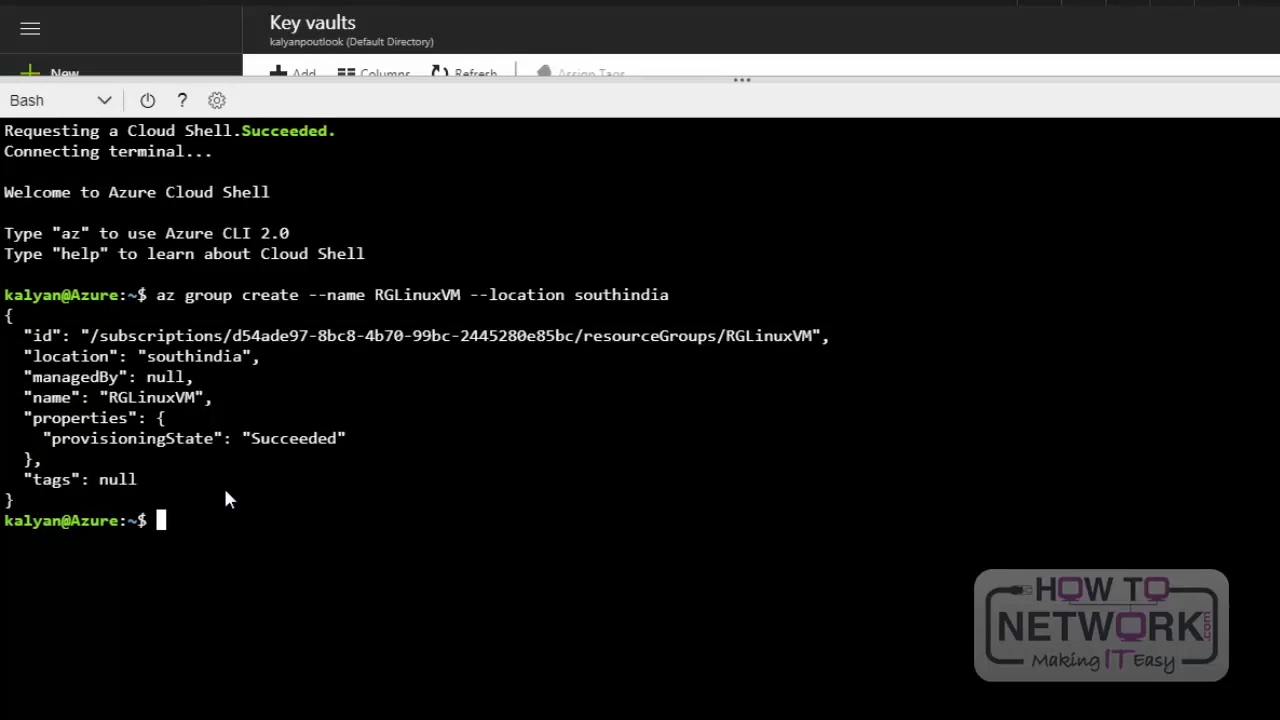 Key vaults
kalyanpoutlook (Default Directory)
New
Add Columns Refresh Assign Tags
Bash ?
Requesting a Cloud Shell.Succeeded.
Connecting terminal...
Welcome to Azure Cloud Shell
Type "az" to use Azure CLI 2.0
Type "help" to learn about Cloud Shell
kalyan@Azure:~$ az group create --name RGLinuxVM --location southindia
{
"id": "/subscriptions/d54ade97-8bc8-4b70-99bc-2445280e85bc/resourceGroups/RGLinuxVM",
"location": "southindia",
"managedBy": null,
"name": "RGLinuxVM",
"properties": {
"provisioningState": "Succeeded"
},
"tags": null
}
kalyan@Azure:~$
HOW TO
NETWORK.com
Making IT Easy